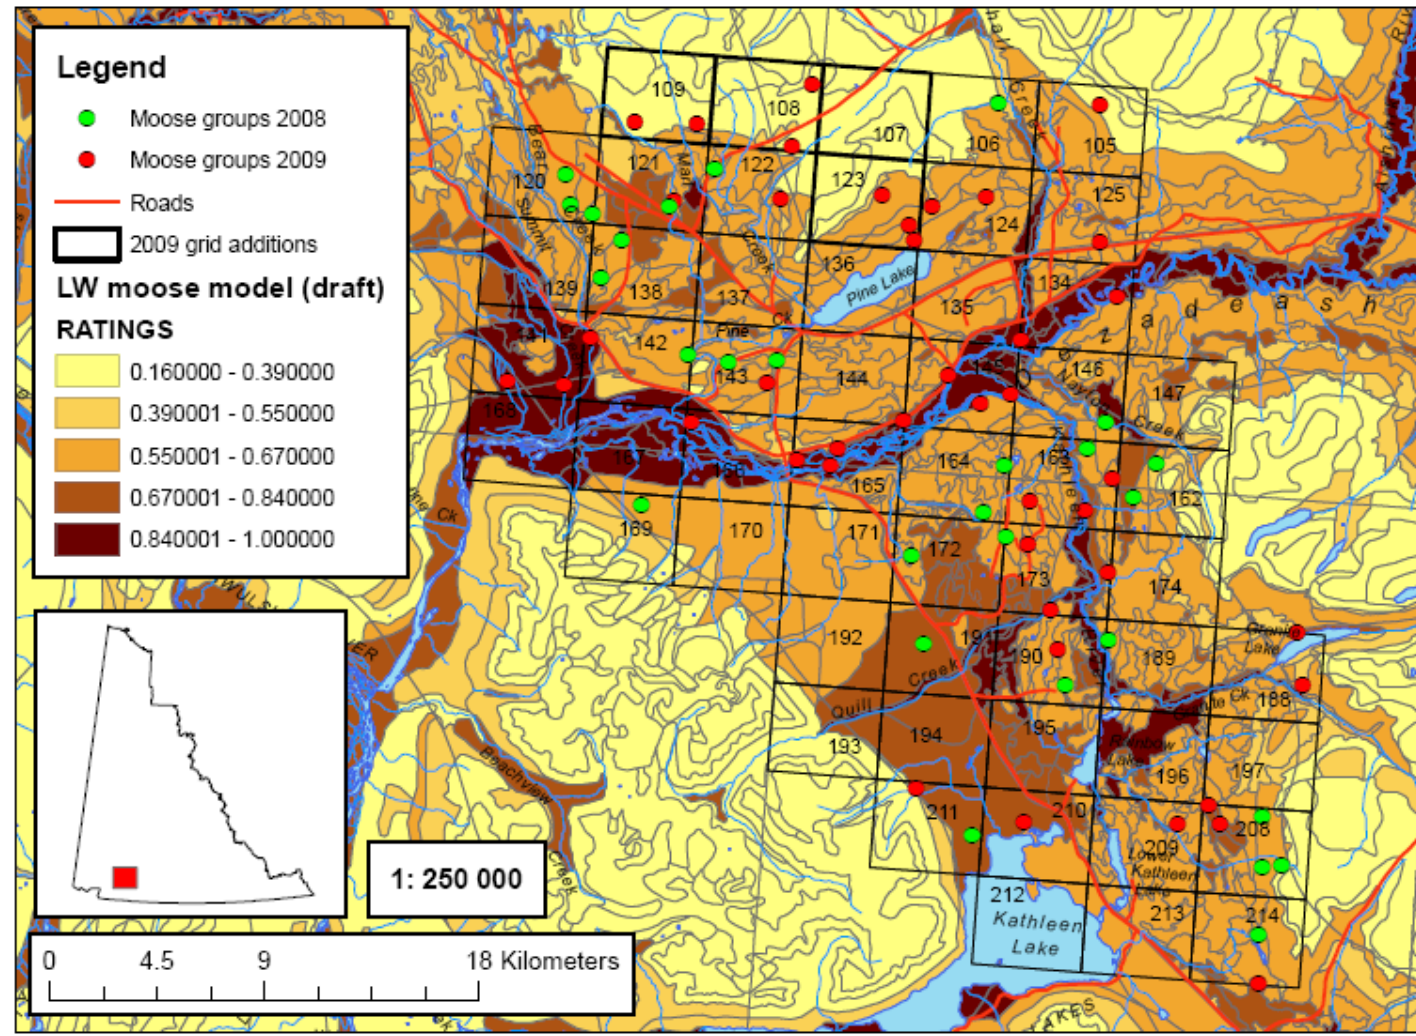 Legend
Moose groups 2008
Moose groups 2009
Roads
2009 grid additions
LW moose model (draft)
RATINGS
0.160000 - 0.390000
0.390001 - 0.550000
0.550001 - 0.670000
0.670001 - 0.840000
0.840001 - 1.000000
1: 250 000
0 4.5 9 18 Kilometers
109
108
107
106
105
Creek
120
121
122
123
124
125
Bear
Creek
Summit
Creek
139
138
137
136
135
134
Pine Lake
Pine Ck
z a d e a s h
142
143
144
146
147
Creek
168
167
166
165
164
163
162
169
170
171
172
173
174
192
191
190
189
188
Granite
Lake
Quill Creek
193
194
195
196
197
Rainbow
Lake
211
210
209
208
Lower
Kathleen
Lake
212
213
214
Kathleen
Lake
Beachview
Creek
Ck